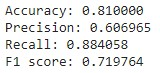 Accuracy: 0.810000
Precision: 0.606965
Recall: 0.884058
F1 score: 0.719764